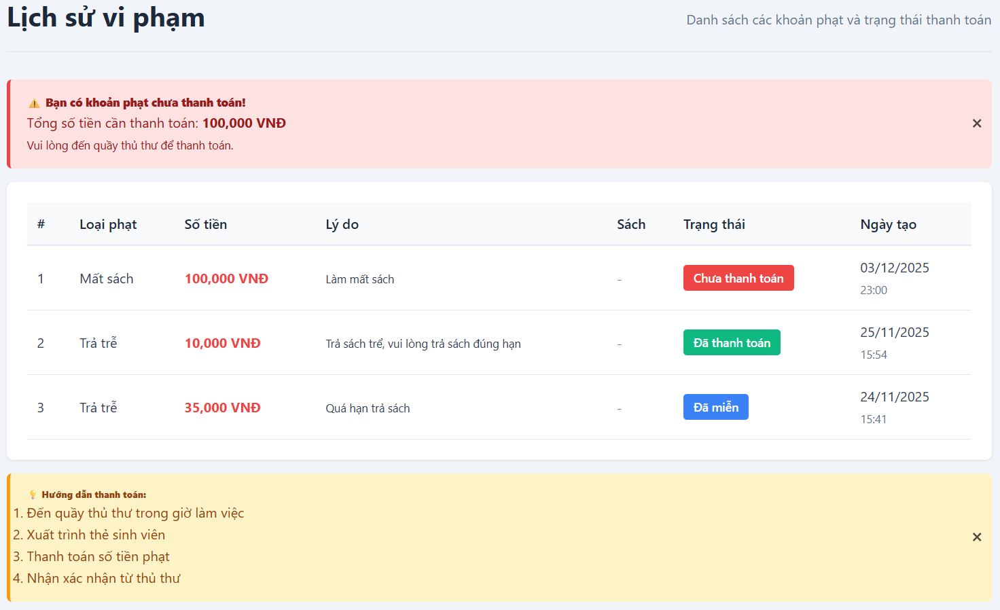 Lịch sử vi phạm
Danh sách các khoản phạt và trạng thái thanh toán
⚠️ Bạn có khoản phạt chưa thanh toán!
Tổng số tiền cần thanh toán: 100,000 VNĐ
Vui lòng đến quầy thủ thư để thanh toán.
×
# Loại phạt Số tiền Lý do Sách Trạng thái Ngày tạo
1 Mất sách 100,000 VNĐ Làm mất sách - Chưa thanh toán 03/12/2025
23:00
2 Trả trễ 10,000 VNĐ Trả sách trể, vui lòng trả sách đúng hạn - Đã thanh toán 25/11/2025
15:54
3 Trả trễ 35,000 VNĐ Quá hạn trả sách - Đã miễn 24/11/2025
15:41
💡 Hướng dẫn thanh toán:
1. Đến quầy thủ thư trong giờ làm việc
2. Xuất trình thẻ sinh viên
3. Thanh toán số tiền phạt
4. Nhận xác nhận từ thủ thư
×